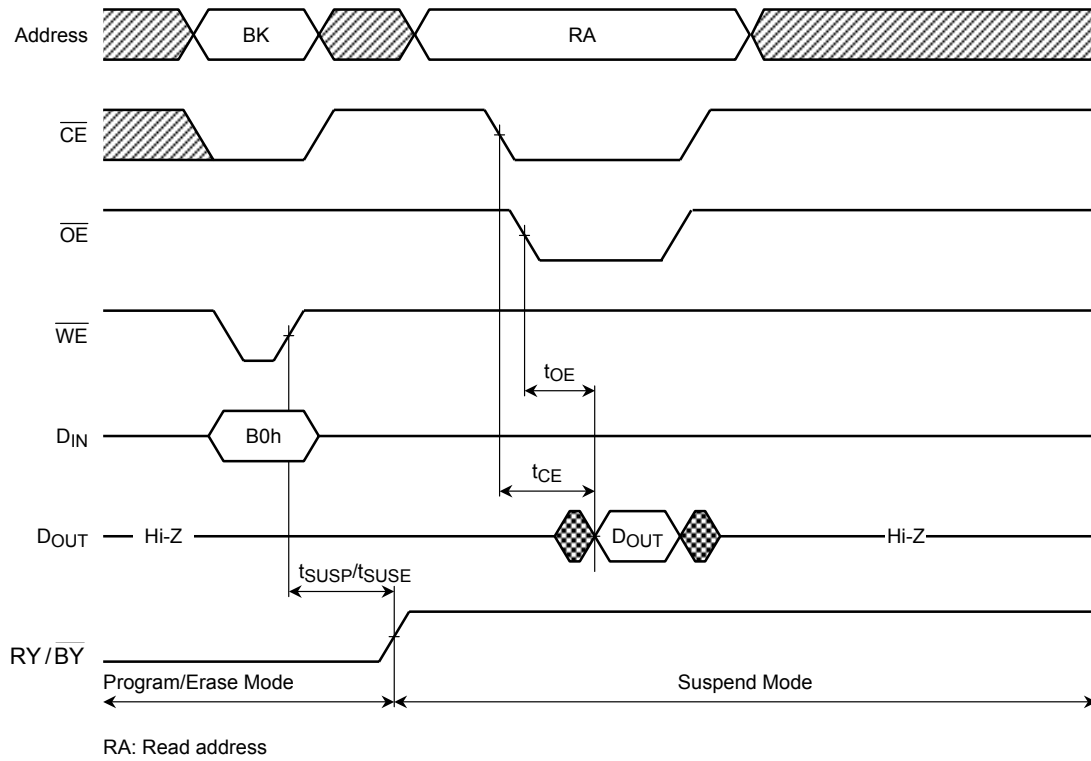 Address
BK
RA
CE
OE
WE
tOE
DIN
B0h
tCE
DOUT
Hi-Z
DOUT
Hi-Z
tSUSP/tSUSE
RY/BY
Program/Erase Mode
Suspend Mode
RA: Read address